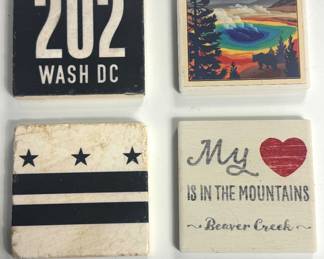 202
WASH DC
My
IS IN THE MOUNTAINS
~Beaver Creek~